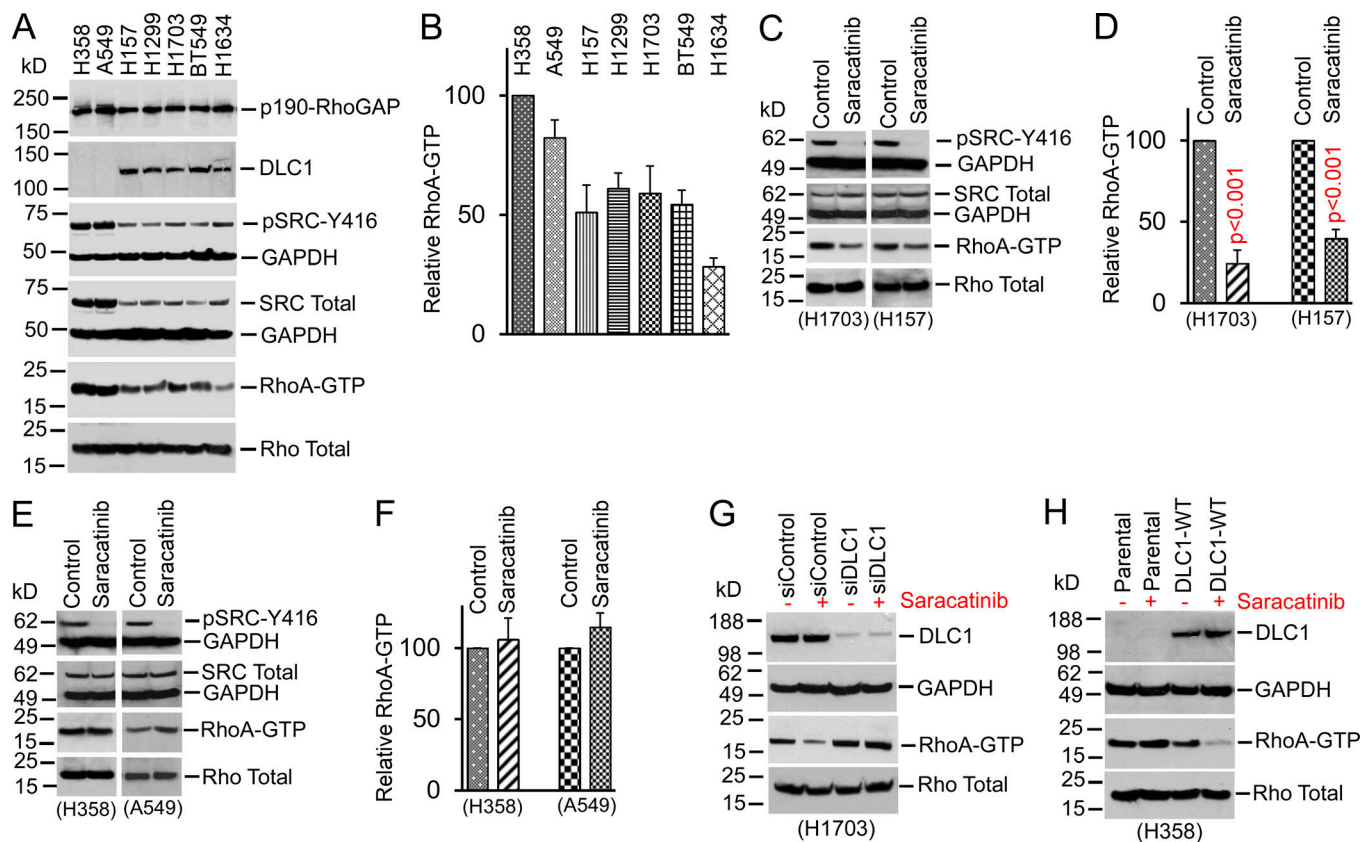 A
H358
A549
H157
H1299
H1703
BT549
H1634
kD
250
150
p190-RhoGAP
150
100
DLC1
75
50
pSRC-Y416
GAPDH
75
50
SRC Total
GAPDH
25
15
RhoA-GTP
25
15
Rho Total
B
H358
A549
H157
H1299
H1703
BT549
H1634
Relative RhoA-GTP
100
50
0
C
Control
Saracatinib
Control
Saracatinib
kD
62
49
pSRC-Y416
GAPDH
62
49
SRC Total
GAPDH
25
15
RhoA-GTP
25
15
Rho Total
(H1703) (H157)
D
Control
Saracatinib
Control
Saracatinib
Relative RhoA-GTP
100
50
0
p<0.001
p<0.001
(H1703) (H157)
E
Control
Saracatinib
Control
Saracatinib
kD
62
49
pSRC-Y416
GAPDH
62
49
SRC Total
GAPDH
25
15
RhoA-GTP
25
15
Rho Total
(H358) (A549)
F
Control
Saracatinib
Control
Saracatinib
Relative RhoA-GTP
100
50
0
(H358) (A549)
G
siControl
siControl
siDLC1
siDLC1
kD
- + - + Saracatinib
188
98
DLC1
62
49
GAPDH
25
15
RhoA-GTP
25
15
Rho Total
(H1703)
H
Parental
Parental
DLC1-WT
DLC1-WT
kD
- + - + Saracatinib
188
98
DLC1
62
49
GAPDH
25
15
RhoA-GTP
25
15
Rho Total
(H358)